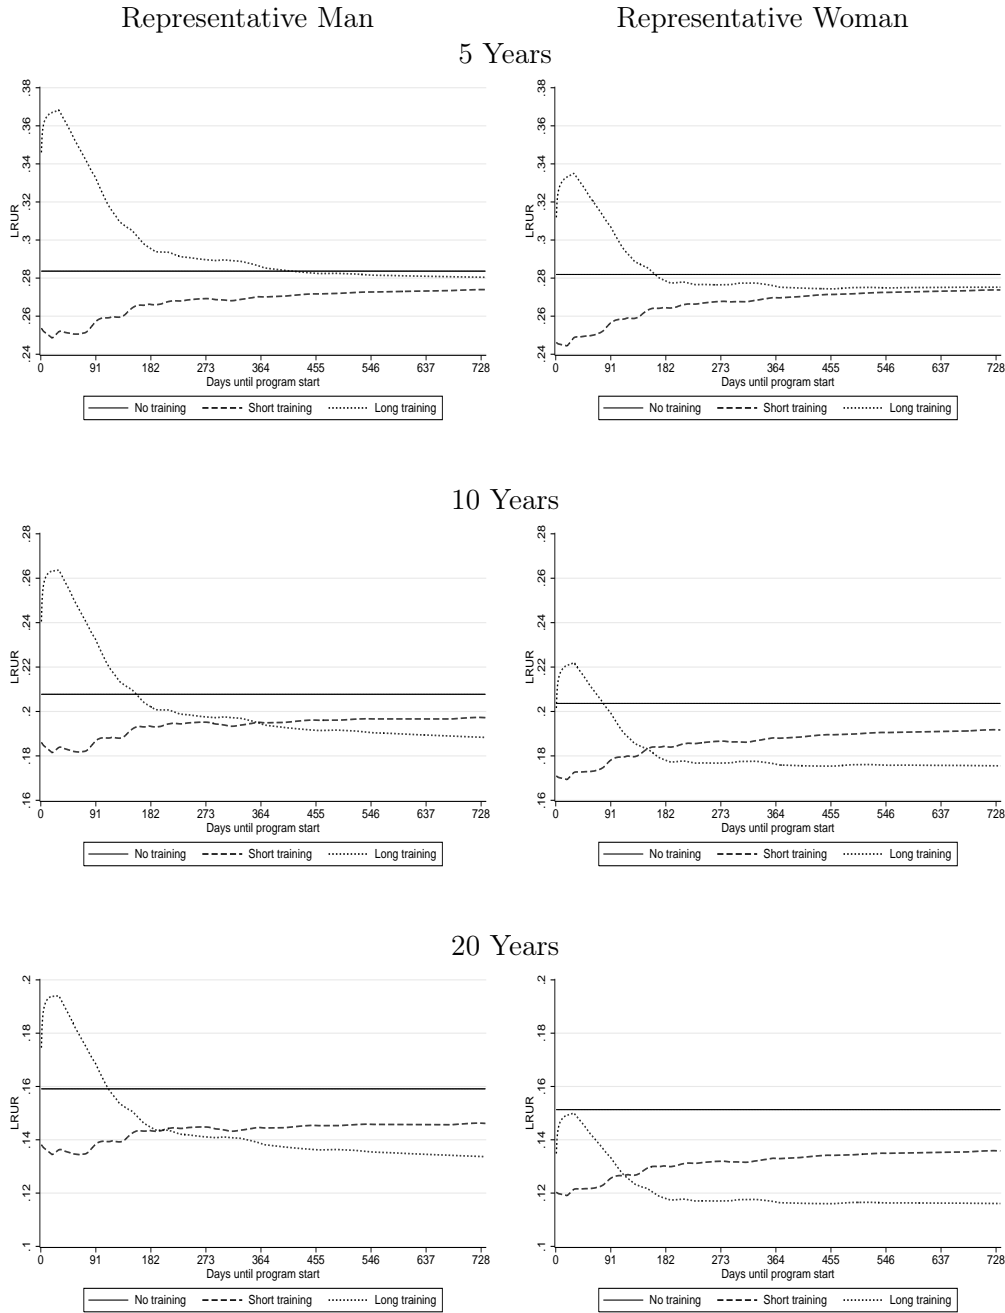 Representative Man Representative Woman
5 Years
.38 .36 .34 .32 .3 .28 .26 .24
LRUR
0 91 182 273 364 455 546 637 728
Days until program start
No training Short training Long training
.38 .36 .34 .32 .3 .28 .26 .24
LRUR
0 91 182 273 364 455 546 637 728
Days until program start
No training Short training Long training
10 Years
.28 .26 .24 .22 .2 .18 .16
LRUR
0 91 182 273 364 455 546 637 728
Days until program start
No training Short training Long training
.28 .26 .24 .22 .2 .18 .16
LRUR
0 91 182 273 364 455 546 637 728
Days until program start
No training Short training Long training
20 Years
.2 .18 .16 .14 .12 .1
LRUR
0 91 182 273 364 455 546 637 728
Days until program start
No training Short training Long training
.2 .18 .16 .14 .12 .1
LRUR
0 91 182 273 364 455 546 637 728
Days until program start
No training Short training Long training